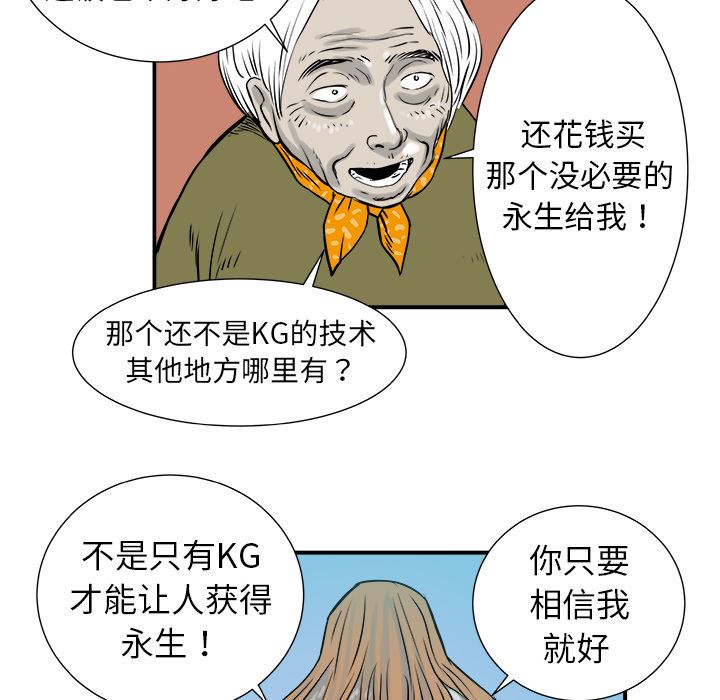 还花钱买
那个没必要的
永生给我！
那个还不是KG的技术
其他地方哪里有？
不是只有KG
才能让人获得
永生！
你只要
相信我
就好